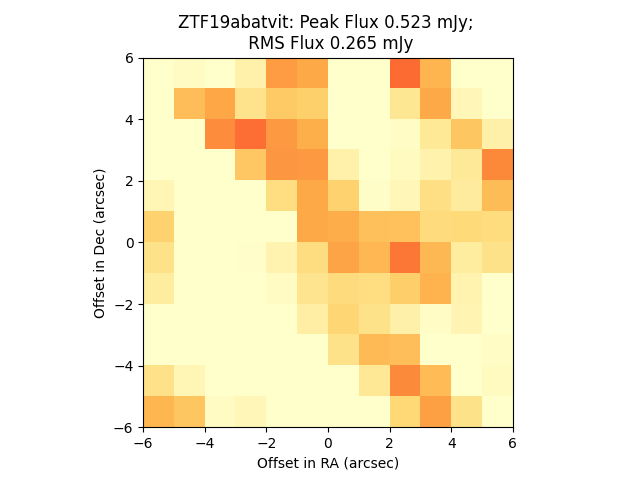 ZTF19abatvit: Peak Flux 0.523 mJy;
RMS Flux 0.265 mJy
6
4
2
0
−2
−4
−6
Offset in Dec (arcsec)
−6 −4 −2 0 2 4 6
Offset in RA (arcsec)